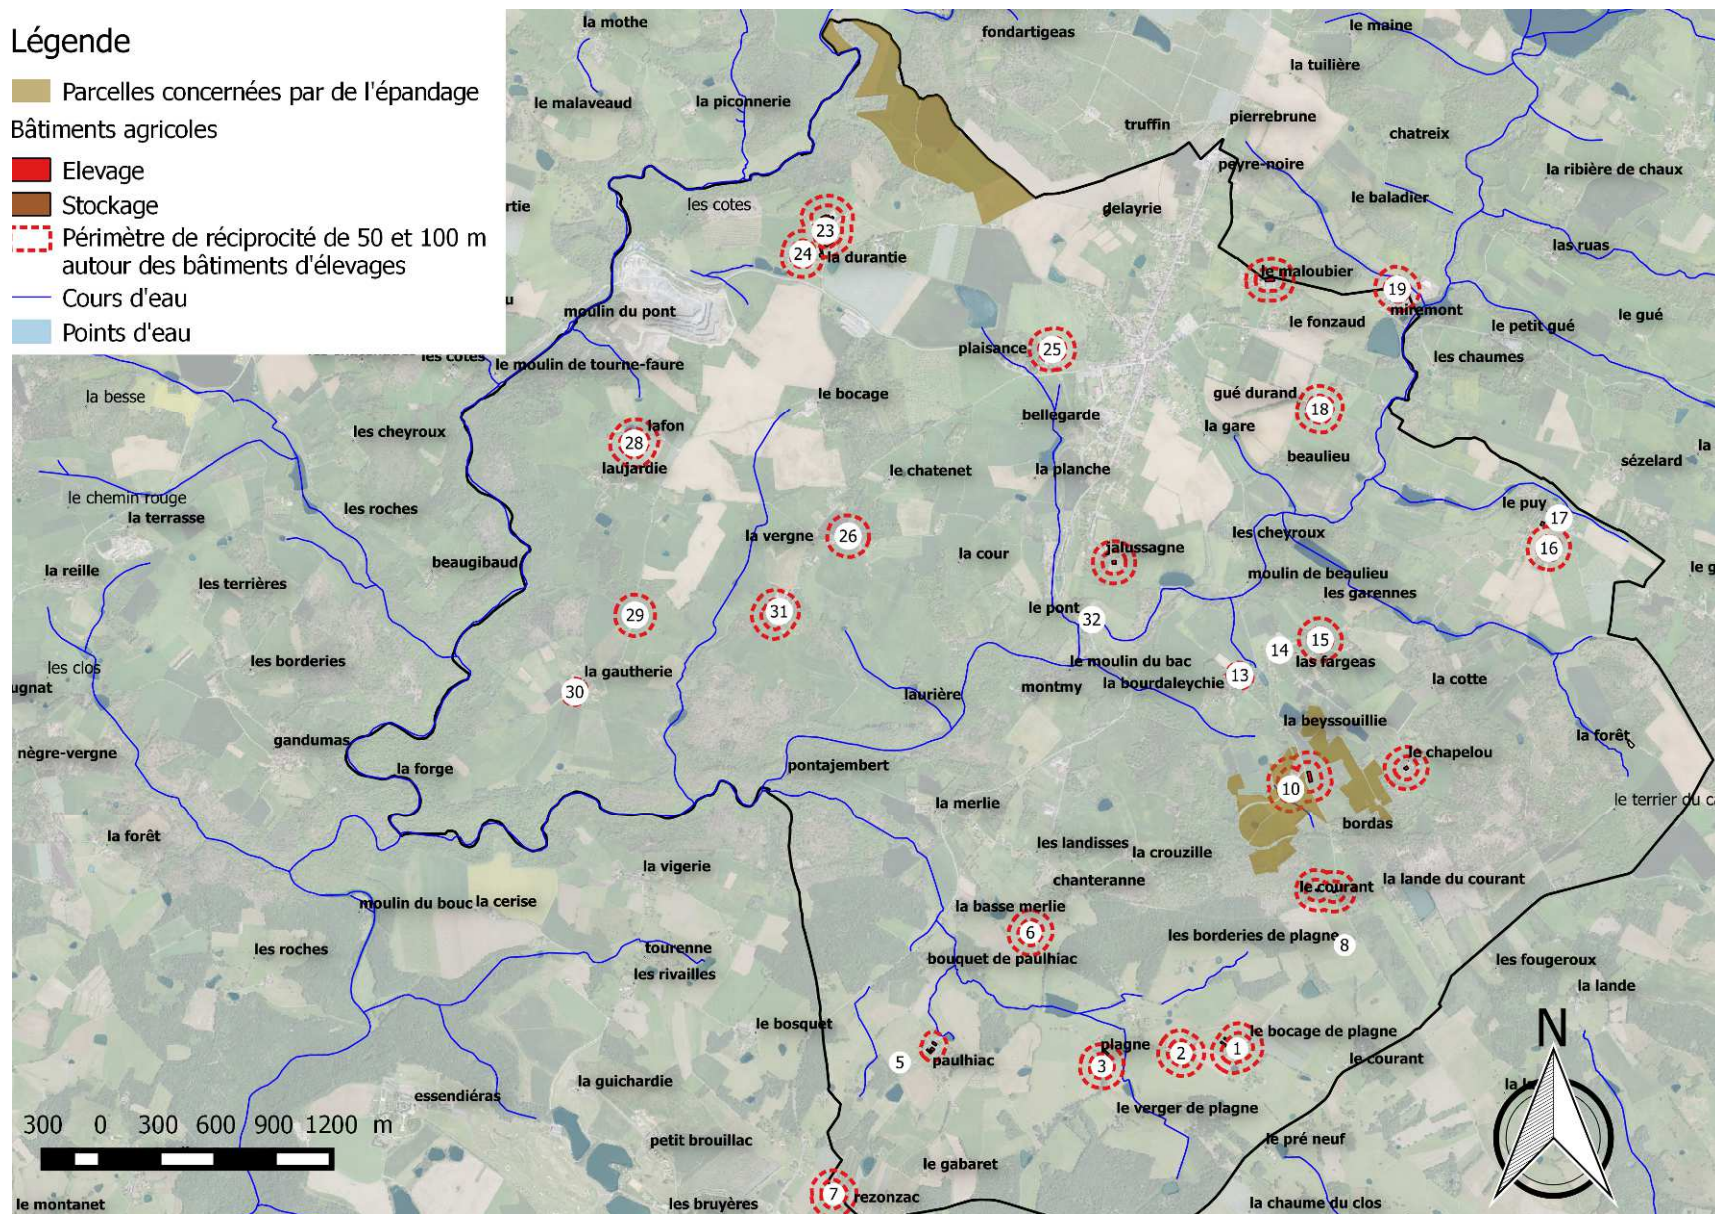 Légende
Parcelles concernées par de l'épandage
Bâtiments agricoles
Elevage
Stockage
Périmètre de réciprocité de 50 et 100 m
autour des bâtiments d'élevages
Cours d'eau
Points d'eau
la mothe
fondartigeas
le maine
la tuilière
le malaveaud
la piconnerie
truffin
pierrebrune
chatreix
peyre-noire
la ribière de chaux
le baladier
rtie
les cotes
delayrie
23
24
la durantie
las ruas
le maloubier
19
miremont
u
moulin du pont
le fonzaud
le petit gué
le gué
plaisance
25
les chaumes
les cotes
le moulin de tourne-faure
la besse
le bocage
gué durand
18
bellegarde
les cheyroux
lafon
28
la gare
laujardie
le chatenet
la planche
beaulieu
sézelard
la
le chemin rouge
la terrasse
les roches
le puy
17
la vergne
26
les cheyroux
la cour
jalussagne
16
beaugibaud
la reille
les terrières
moulin de beaulieu
le g
les garennes
29
31
le pont
32
14
15
les clos
les borderies
la gautherie
le moulin du bac
las fargeas
ugnat
30
laurière
montmy
la bourdaleychie
13
la cotte
la beyssouillie
nègre-vergne
gandumas
la forge
pontajembert
la forêt
le chapelou
10
la merlie
le terrier du ca
la forêt
bordas
les landisses
la crouzille
la vigerie
chanteranne
le courant
la lande du courant
moulin du bouc
la cerise
la basse merlie
6
les roches
tourenne
les borderies de plagne
8
les rivailles
bouquet de paulhiac
les fougeroux
la lande
N
le bosquet
le bocage de plagne
plagne
2
1
5
paulhiac
3
le courant
la guichardie
essendiéras
le verger de plagne
300 0 300 600 900 1200 m
petit brouillac
le pré neuf
le gabaret
le montanet
les bruyères
7
rezonzac
la chaume du clos